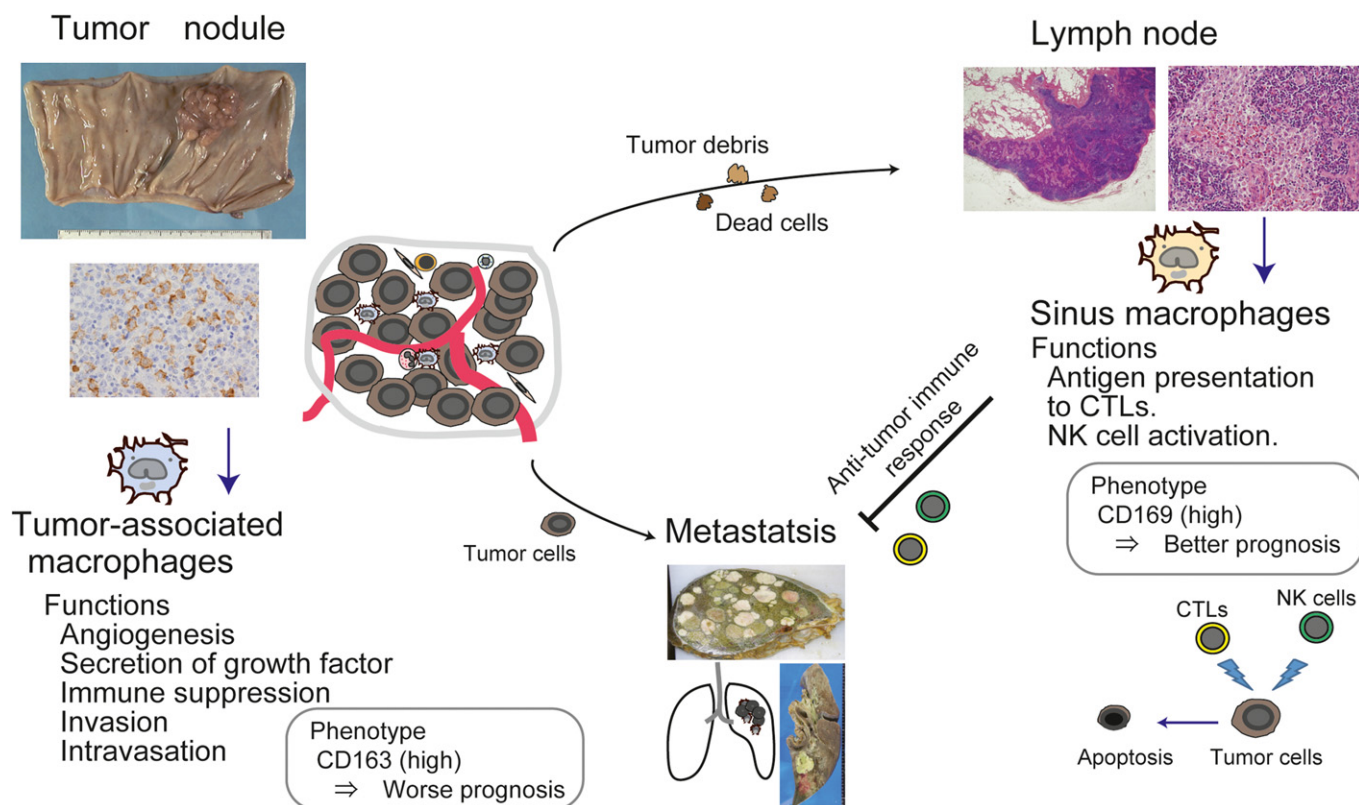 Tumor nodule
Tumor-associated
macrophages
Functions
Angiogenesis
Secretion of growth factor
Immune suppression
Invasion
Intravasation
Phenotype
CD163 (high)
⇒ Worse prognosis
Tumor debris
Dead cells
Tumor cells
Metastatsis
Anti-tumor immune
response
Lymph node
Sinus macrophages
Functions
Antigen presentation
to CTLs.
NK cell activation.
Phenotype
CD169 (high)
⇒ Better prognosis
CTLs
NK cells
Apoptosis
Tumor cells